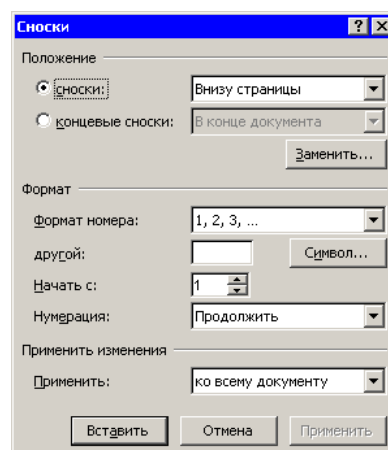 Сноски
Положение
сноски: Внизу страницы
концевые сноски: В конце документа
Заменить...
Формат
Формат номера: 1, 2, 3, ...
другой: Символ...
Начать с: 1
Нумерация: Продолжить
Применить изменения
Применить: ко всему документу
Вставить Отмена Применить